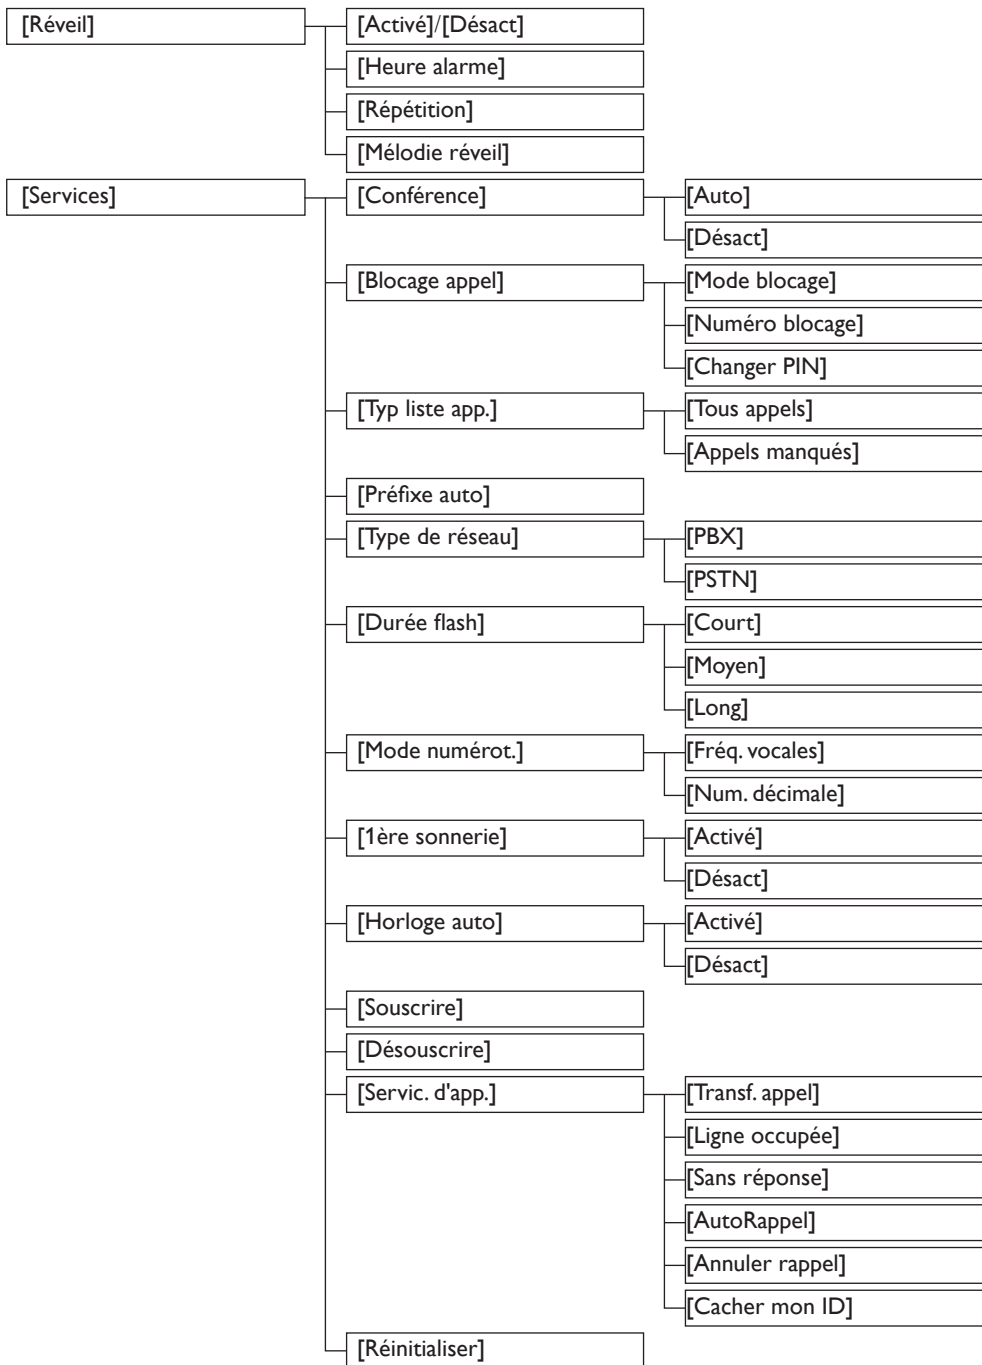 [Réveil]
[Activé]/[Désact]
[Heure alarme]
[Répétition]
[Mélodie réveil]
[Services]
[Conférence]
[Auto]
[Désact]
[Blocage appel]
[Mode blocage]
[Numéro blocage]
[Changer PIN]
[Typ liste app.]
[Tous appels]
[Appels manqués]
[Préfixe auto]
[Type de réseau]
[PBX]
[PSTN]
[Durée flash]
[Court]
[Moyen]
[Long]
[Mode numérot.]
[Fréq. vocales]
[Num. décimale]
[1ère sonnerie]
[Activé]
[Désact]
[Horloge auto]
[Activé]
[Désact]
[Souscrire]
[Désouscrire]
[Servic. d'app.]
[Transf. appel]
[Ligne occupée]
[Sans réponse]
[AutoRappel]
[Annuler rappel]
[Cacher mon ID]
[Réinitialiser]